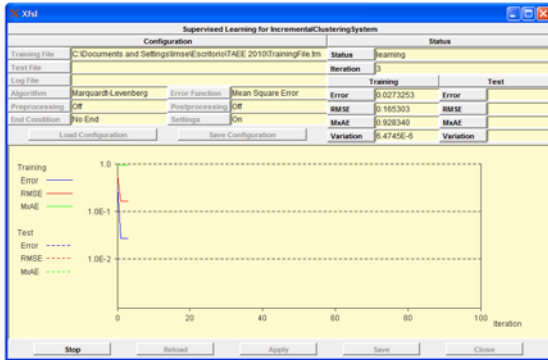 Xfsl
Supervised Learning for IncrementalClusteringSystem
Configuration
Status
Training File C:\Documents and Settings\imse\Escritorio\TAEE 2010\TrainingFile.trn
Status learning
Test File
Iteration 3
Log File
Training Test
Algorithm Marquardt-Levenberg Error Function Mean Square Error
Error 0.0273253 Error
Preprocessing Off Postprocessing Off
RMSE 0.165303 RMSE
End Condition No End Settings On
MxAE 0.928340 MxAE
Load Configuration Save Configuration
Variation 6.4745E-6 Variation
Training
Error
RMSE
MxAE
Test
Error
RMSE
MxAE
1.0
1.0E-1
1.0E-2
0 20 40 60 80 100
Iteration
Stop Reload Apply Save Close